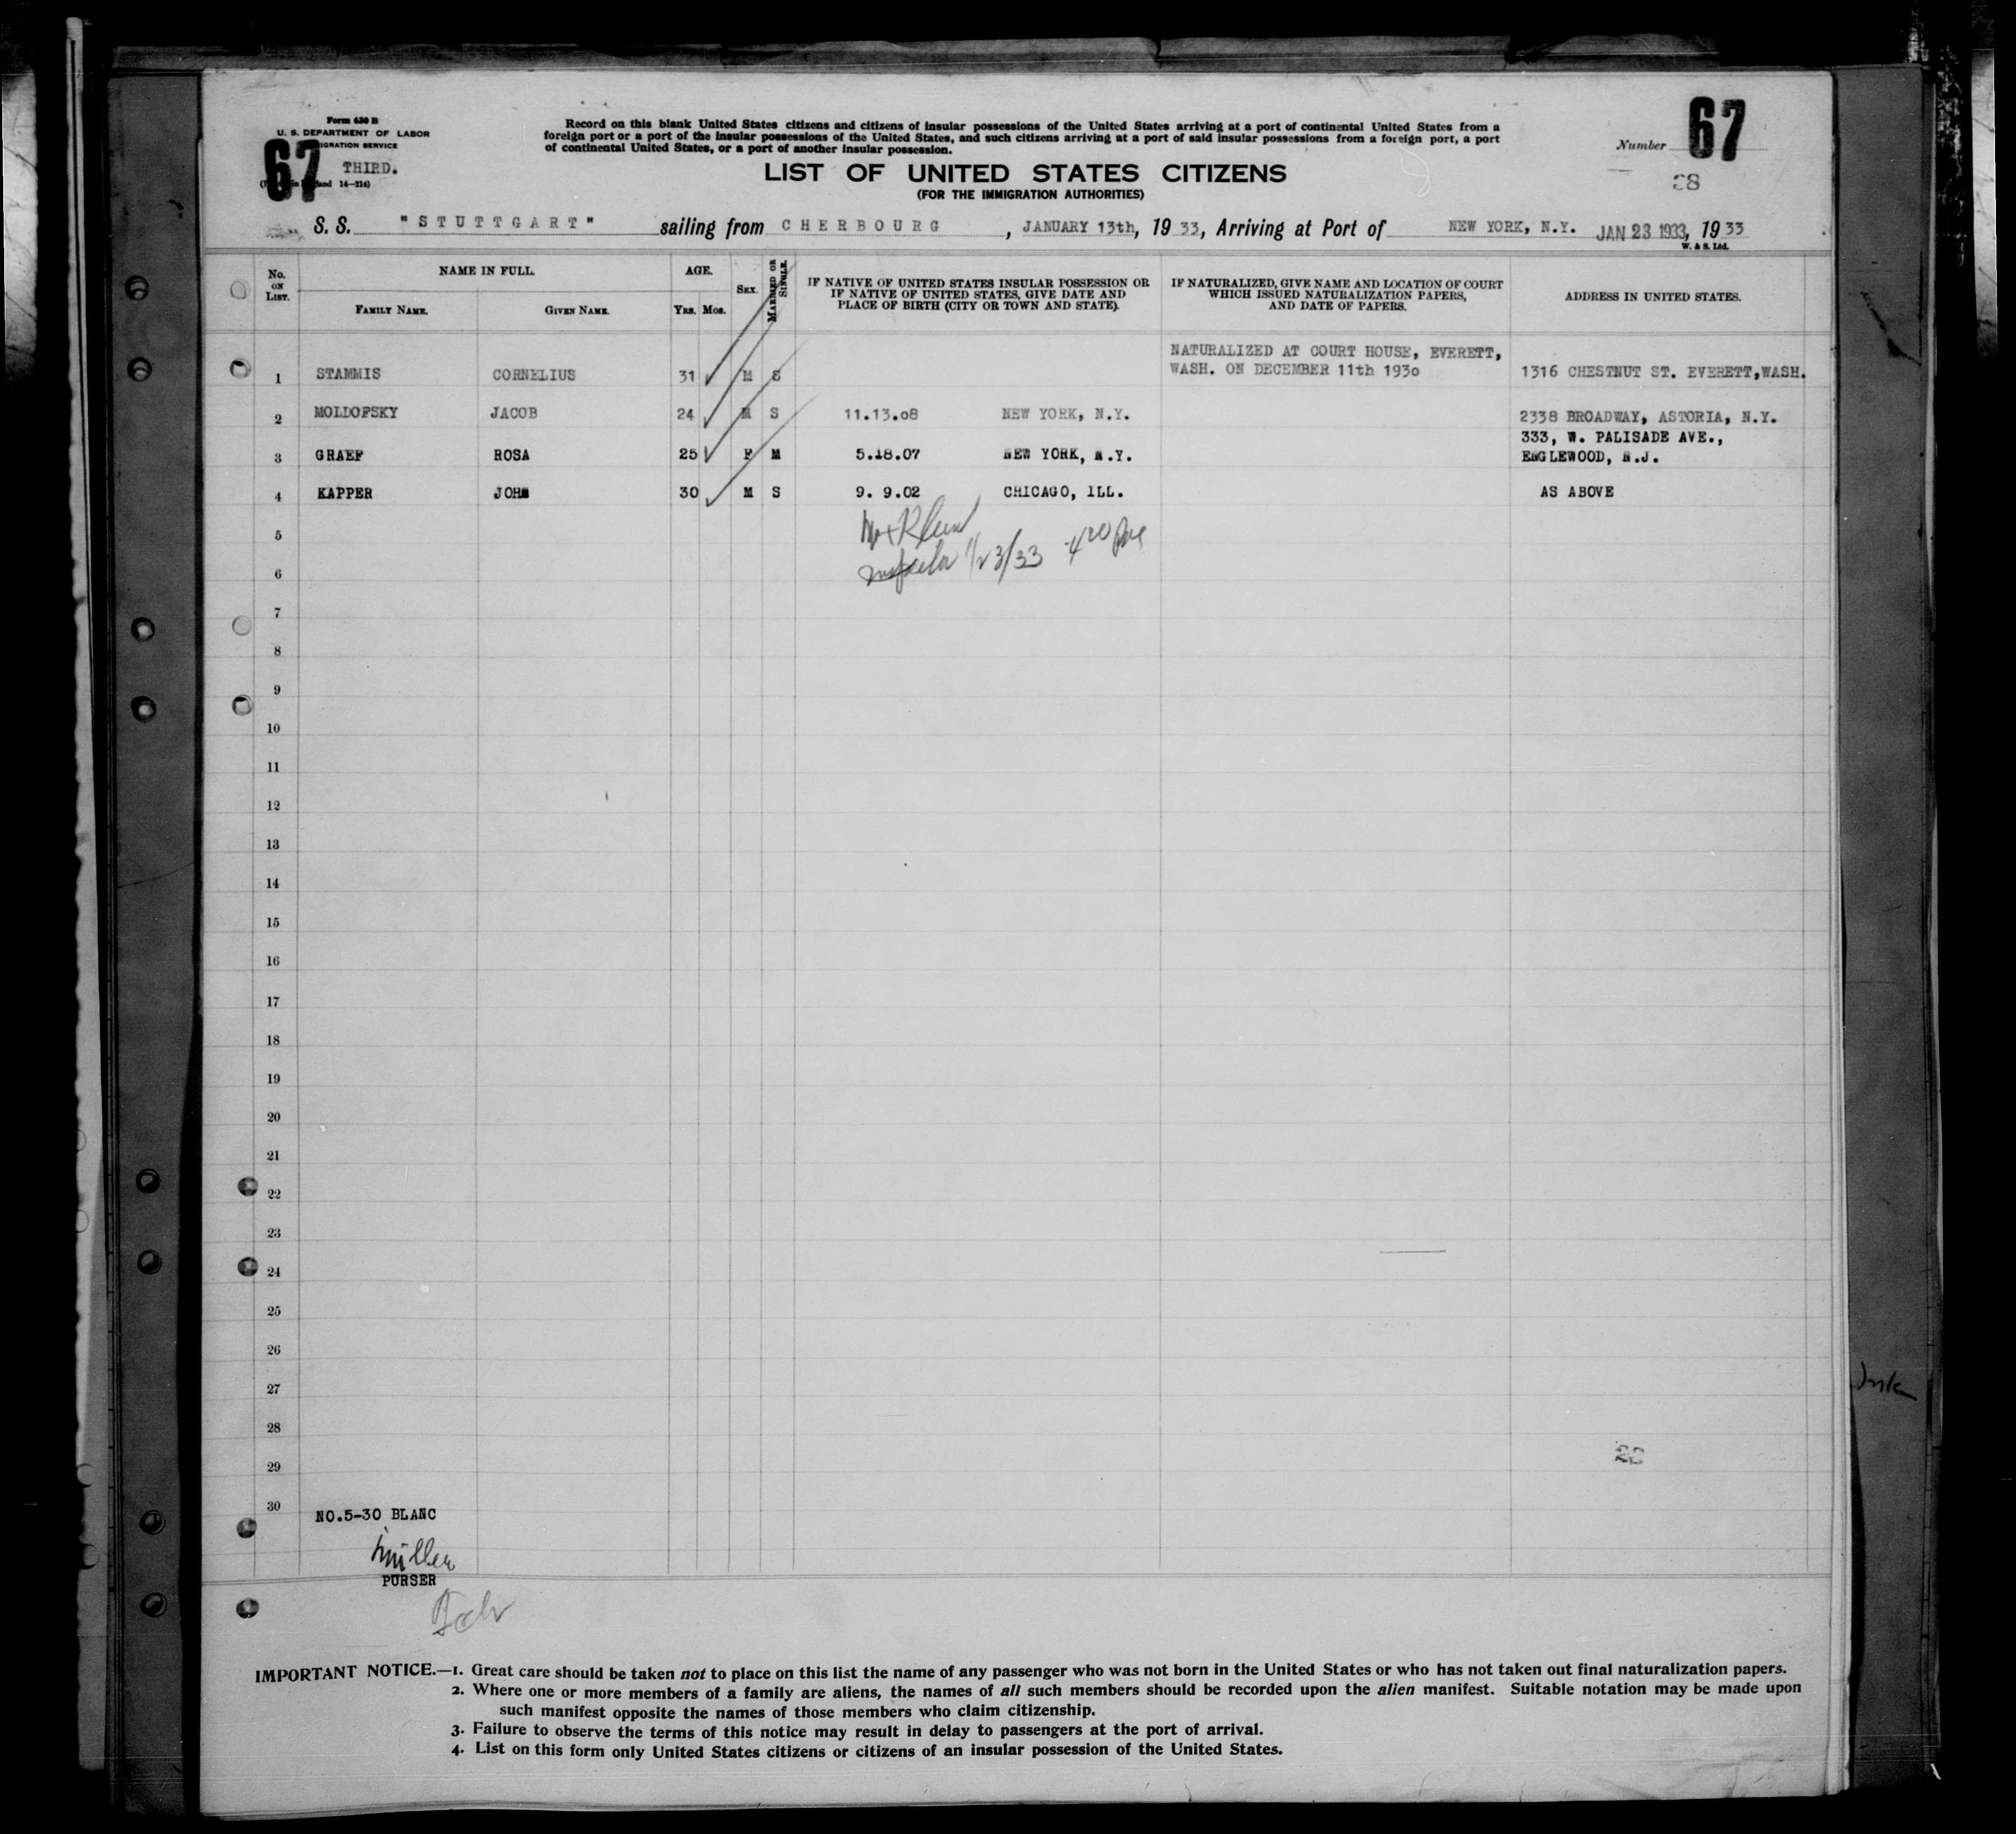 Form 630 B
U. S. DEPARTMENT OF LABOR
IGRATION SERVICE
67
THIRD.
Record on this blank United States citizens and citizens of insular possessions of the United States arriving at a port of continental United States from a
foreign port or a port of the insular possessions of the United States, and such citizens arriving at a port of said insular possessions from a foreign port, a port
of continental United States, or a port of another insular possession.
Number 67
LIST OF UNITED STATES CITIZENS
(FOR THE IMMIGRATION AUTHORITIES)
S. S. "STUTTGART" sailing from CHERBOURG, JANUARY 13th, 1933, Arriving at Port of NEW YORK, N.Y. JAN 23 1933, 1933
W. & S. Ltd.
No. ON LIST. NAME IN FULL. AGE. SEX. MARRIED OR SINGLE. IF NATIVE OF UNITED STATES INSULAR POSSESSION OR IF NATIVE OF UNITED STATES, GIVE DATE AND PLACE OF BIRTH (CITY OR TOWN AND STATE). IF NATURALIZED, GIVE NAME AND LOCATION OF COURT WHICH ISSUED NATURALIZATION PAPERS, AND DATE OF PAPERS. ADDRESS IN UNITED STATES.
FAMILY NAME. GIVEN NAME. YRS. MOS.
NATURALIZED AT COURT HOUSE, EVERETT,
1 STAMMIS CORNELIUS 31 M S WASH. ON DECEMBER 11th 1930 1316 CHESTNUT ST. EVERETT,WASH.
2 MOLDOFSKY JACOB 24 M S 11.13.08 NEW YORK, N.Y. 2338 BROADWAY, ASTORIA, N.Y.
333, W. PALISADE AVE.,
3 GRAEF ROSA 25 F M 5.18.07 NEW YORK, N.Y. ENGLEWOOD, N.J.
4 KAPPER JOHN 30 M S 9. 9.02 CHICAGO, ILL. AS ABOVE
5
Inspector 1/23/33
6
7
8
9
10
11
12
13
14
15
16
17
18
19
20
21
22
23
24
25
26
27
28
29
30
NO.5-30 BLANC
Müller
PURSER
IMPORTANT NOTICE.—1. Great care should be taken not to place on this list the name of any passenger who was not born in the United States or who has not taken out final naturalization papers.
2. Where one or more members of a family are aliens, the names of all such members should be recorded upon the alien manifest. Suitable notation may be made upon
such manifest opposite the names of those members who claim citizenship.
3. Failure to observe the terms of this notice may result in delay to passengers at the port of arrival.
4. List on this form only United States citizens or citizens of an insular possession of the United States.